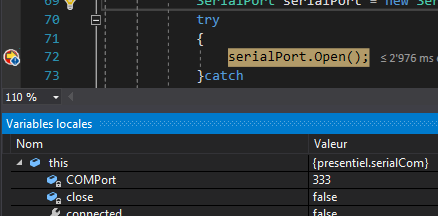 69 SerialPort serialPort = new Ser
70 try
71 {
72 serialPort.Open(); ≤ 2'976 ms
73 }catch
110 %
Variables locales
Nom Valeur
this {presentiel.serialCom}
COMPort 333
close false
connected false